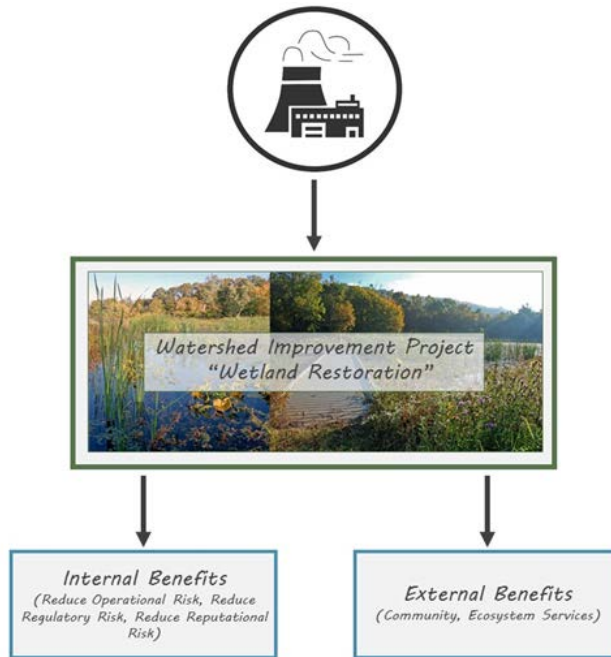 Watershed Improvement Project
"Wetland Restoration"
Internal Benefits
(Reduce Operational Risk, Reduce
Regulatory Risk, Reduce Reputational
Risk)
External Benefits
(Community, Ecosystem Services)